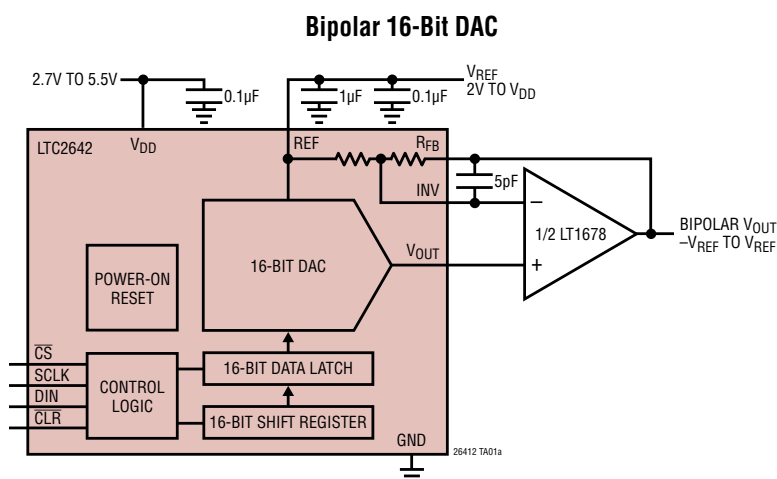 Bipolar 16-Bit DAC
2.7V TO 5.5V
0.1µF
1µF
0.1µF
VREF
2V TO VDD
LTC2642
VDD
REF
RFB
INV
5pF
1/2 LT1678
BIPOLAR VOUT
–VREF TO VREF
VOUT
16-BIT DAC
POWER-ON
RESET
CS
SCLK
DIN
CLR
CONTROL
LOGIC
16-BIT DATA LATCH
16-BIT SHIFT REGISTER
GND
26412 TA01a